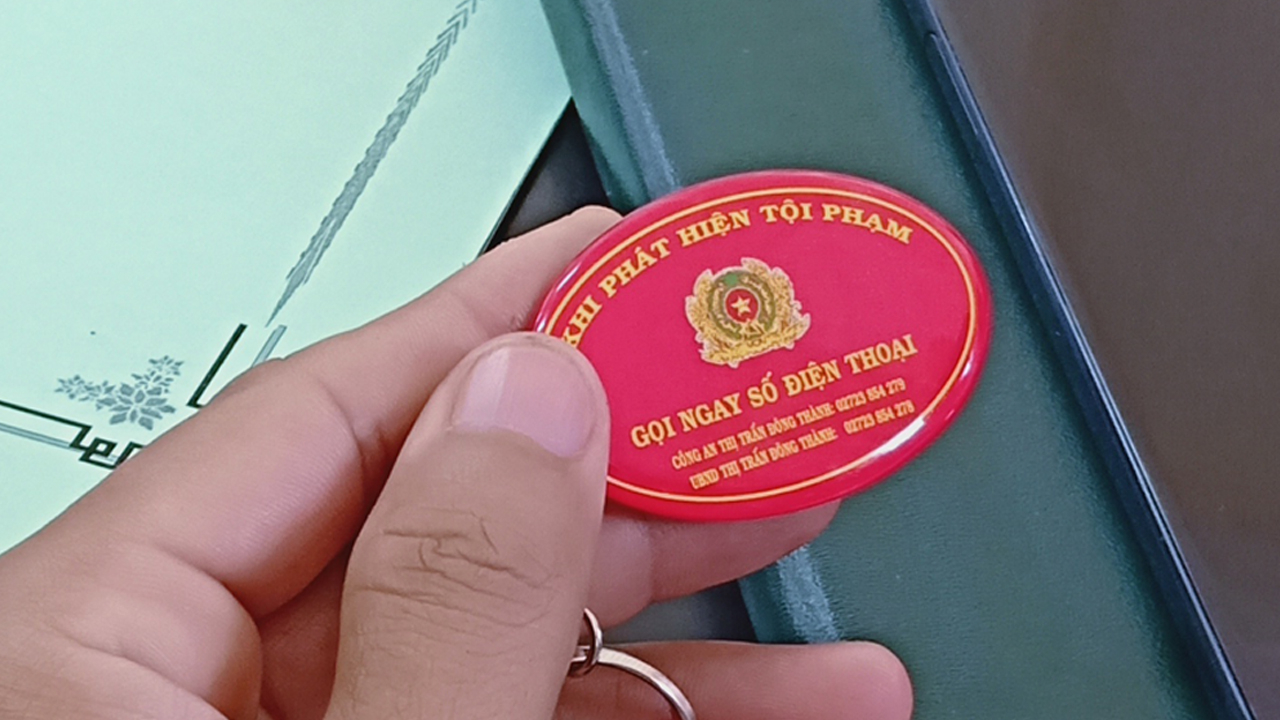 KHI PHÁT HIỆN TỘI PHẠM
GỌI NGAY SỐ ĐIỆN THOẠI
CÔNG AN THỊ TRẤN ĐÔNG THÀNH: 02723 854 279
UBND THỊ TRẤN ĐÔNG THÀNH: 02723 854 278